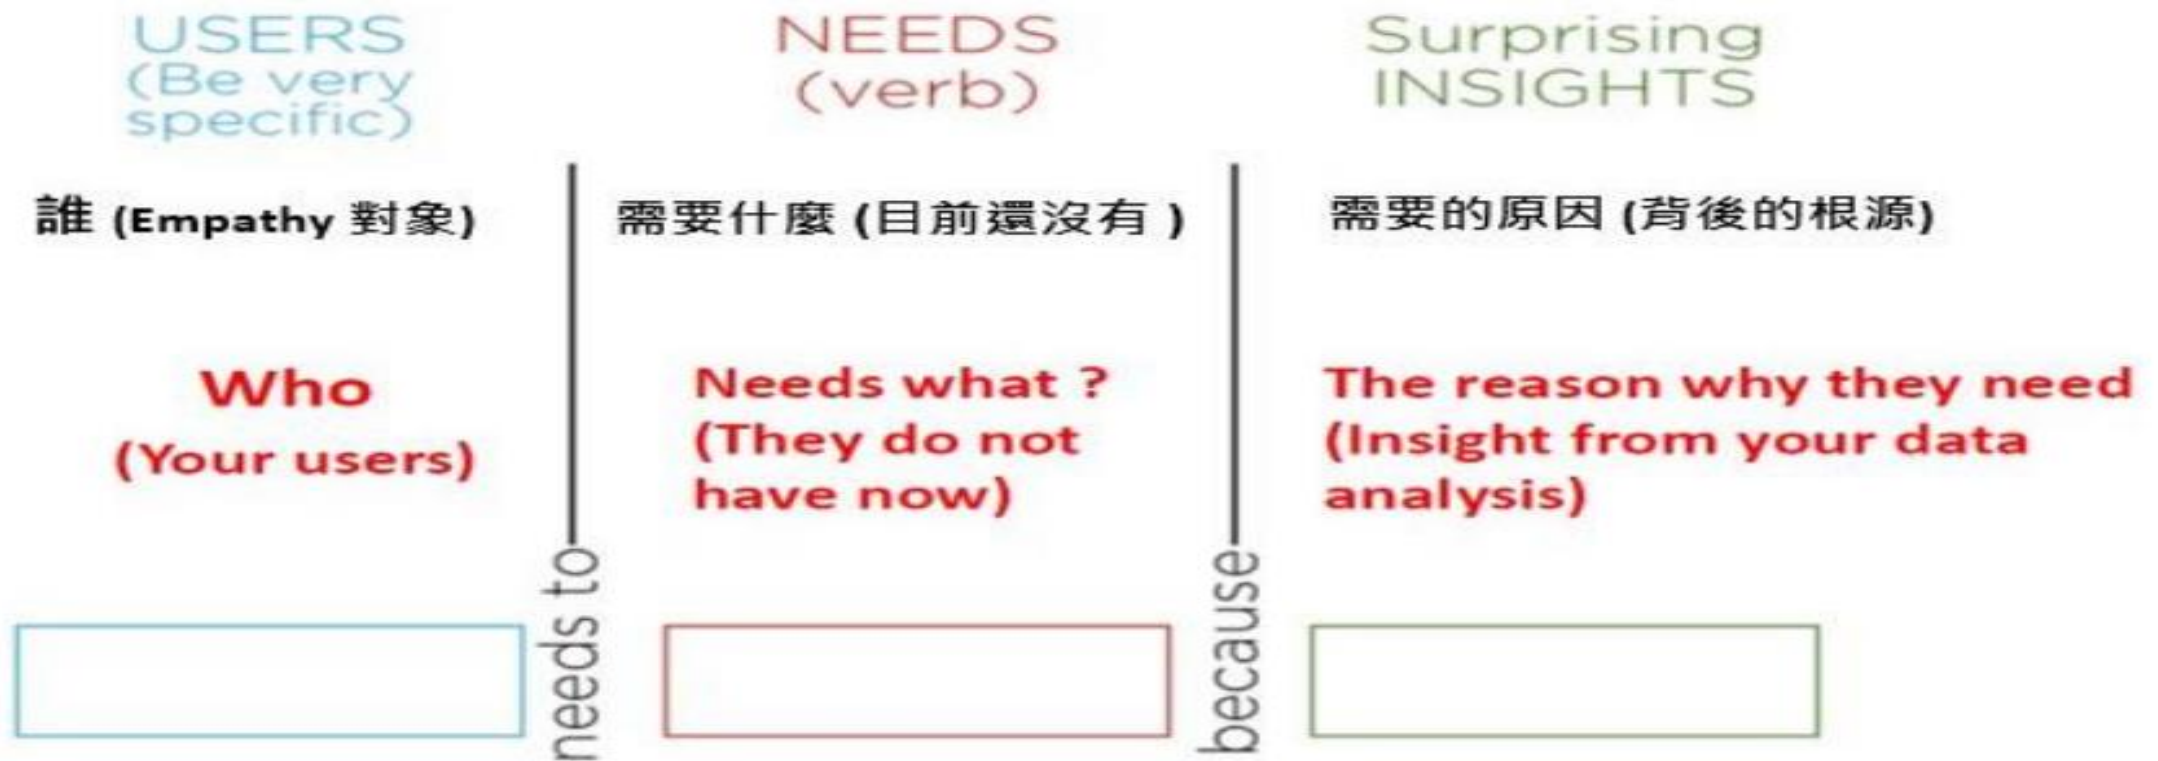 USERS
(Be very
specific)
NEEDS
(verb)
Surprising
INSIGHTS
誰 (Empathy 對象)
需要什麼 (目前還沒有 )
需要的原因 (背後的根源)
Who
(Your users)
Needs what ?
(They do not
have now)
The reason why they need
(Insight from your data
analysis)
needs to
because